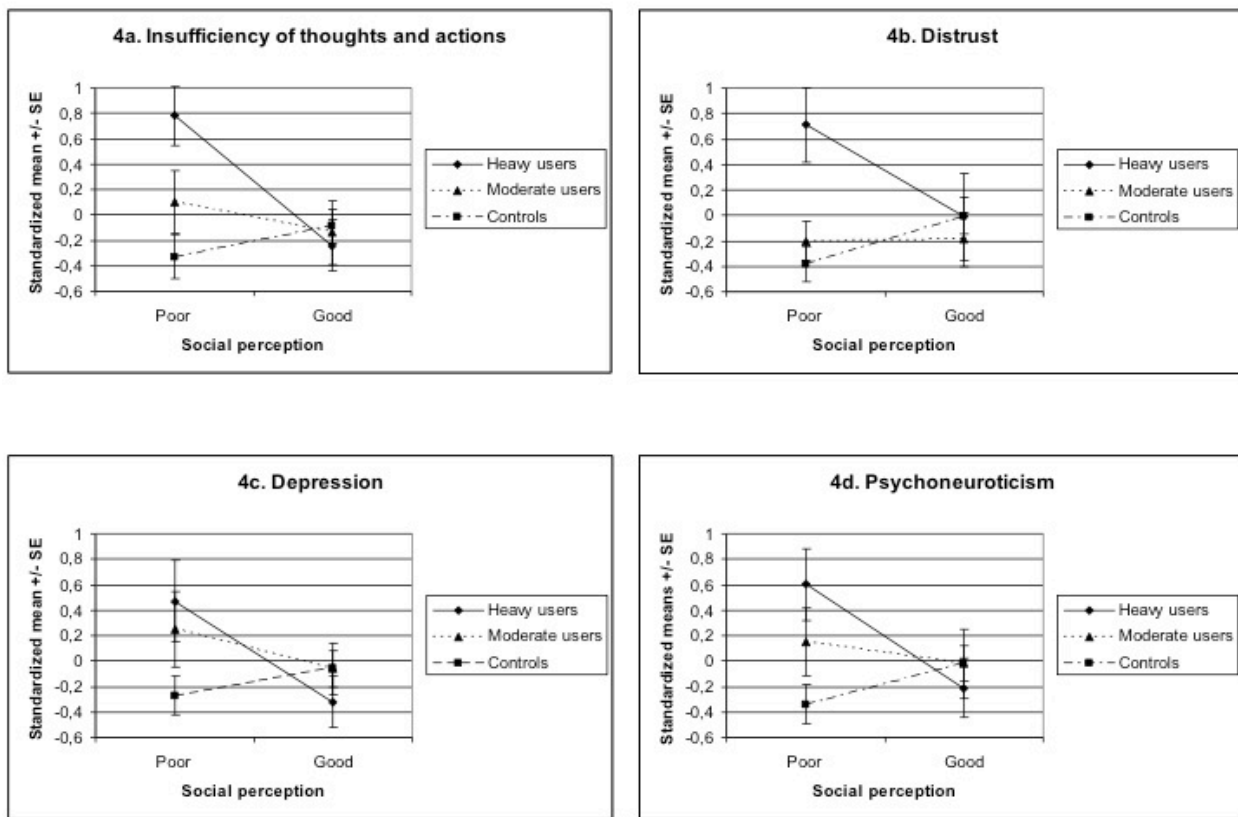 4a. Insufficiency of thoughts and actions
Standardized mean +/- SE
1
0,8
0,6
0,4
0,2
0
-0,2
-0,4
-0,6
Poor
Good
Social perception
Heavy users
Moderate users
Controls
4b. Distrust
Standardized mean +/- SE
1
0,8
0,6
0,4
0,2
0
-0,2
-0,4
-0,6
Poor
Good
Social perception
Heavy users
Moderate users
Controls
4c. Depression
Standardized mean +/- SE
1
0,8
0,6
0,4
0,2
0
-0,2
-0,4
-0,6
Poor
Good
Social perception
Heavy users
Moderate users
Controls
4d. Psychoneuroticism
Standardized means +/- SE
1
0,8
0,6
0,4
0,2
0
-0,2
-0,4
-0,6
Poor
Good
Social perception
Heavy users
Moderate users
Controls